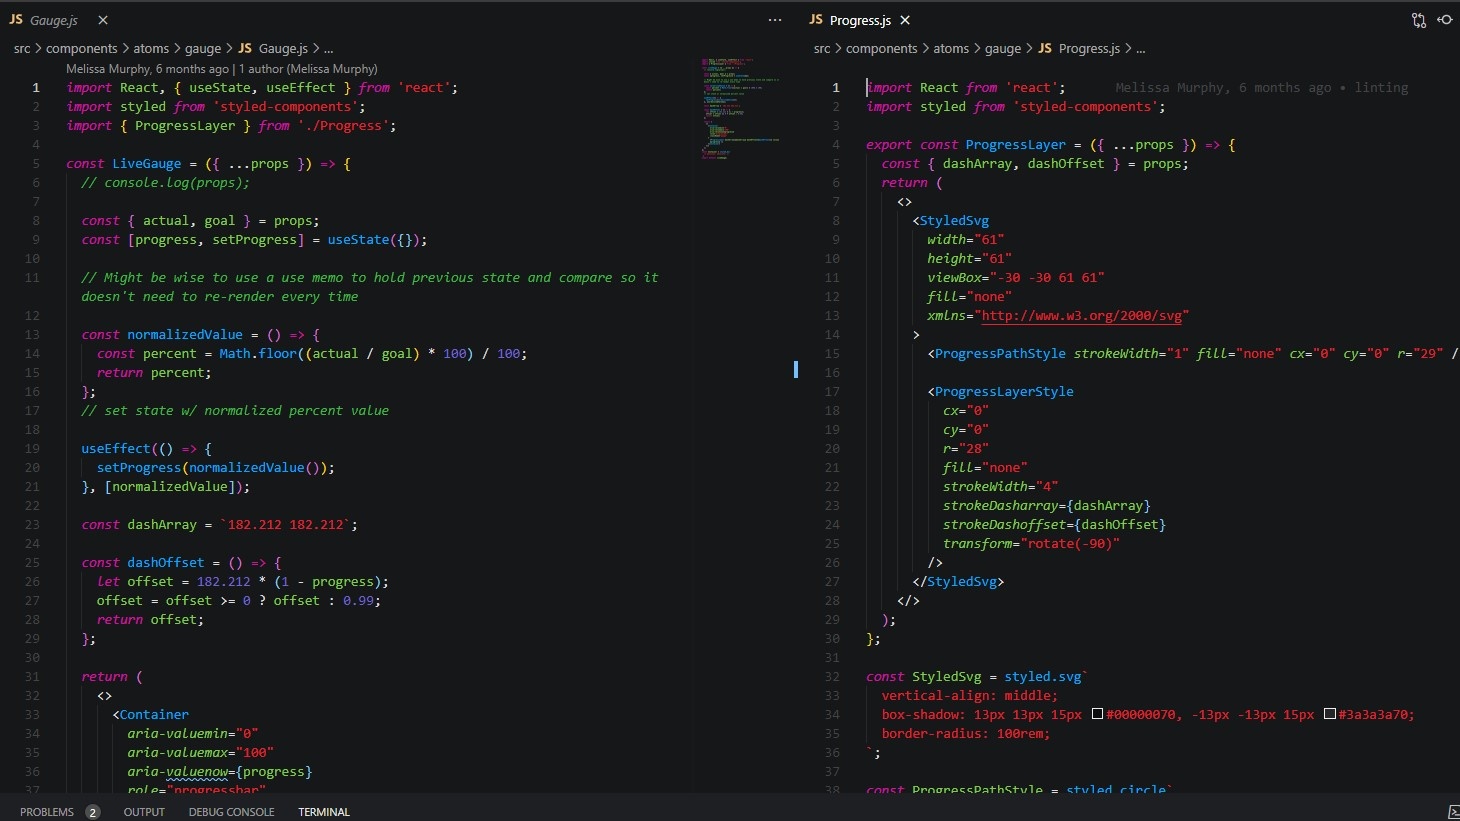 JS Gauge.js
src > components > atoms > gauge > JS Gauge.js > ...
Melissa Murphy, 6 months ago | 1 author (Melissa Murphy)
1 import React, { useState, useEffect } from 'react';
2 import styled from 'styled-components';
3 import { ProgressLayer } from './Progress';
4
5 const LiveGauge = ({ ...props }) => {
6 // console.log(props);
7
8 const { actual, goal } = props;
9 const [progress, setProgress] = useState({});
10
11 // Might be wise to use a use memo to hold previous state and compare so it
doesn't need to re-render every time
12
13 const normalizedValue = () => {
14 const percent = Math.floor((actual / goal) * 100) / 100;
15 return percent;
16 };
17 // set state w/ normalized percent value
18
19 useEffect(() => {
20 setProgress(normalizedValue());
21 }, [normalizedValue]);
22
23 const dashArray = `182.212 182.212`;
24
25 const dashOffset = () => {
26 let offset = 182.212 * (1 - progress);
27 offset = offset >= 0 ? offset : 0.99;
28 return offset;
29 };
30
31 return (
32 <>
33 <Container
34 aria-valuemin="0"
35 aria-valuemax="100"
36 aria-valuenow={progress}
37 role="progressbar"
JS Progress.js
src > components > atoms > gauge > JS Progress.js > ...
1 import React from 'react'; Melissa Murphy, 6 months ago • linting
2 import styled from 'styled-components';
3
4 export const ProgressLayer = ({ ...props }) => {
5 const { dashArray, dashOffset } = props;
6 return (
7 <>
8 <StyledSvg
9 width="61"
10 height="61"
11 viewBox="-30 -30 61 61"
12 fill="none"
13 xmlns="http://www.w3.org/2000/svg"
14 >
15 <ProgressPathStyle strokeWidth="1" fill="none" cx="0" cy="0" r="29" /
16
17 <ProgressLayerStyle
18 cx="0"
19 cy="0"
20 r="28"
21 fill="none"
22 strokeWidth="4"
23 strokeDasharray={dashArray}
24 strokeDashoffset={dashOffset}
25 transform="rotate(-90)"
26 />
27 </StyledSvg>
28 </>
29 );
30 };
31
32 const StyledSvg = styled.svg`
33 vertical-align: middle;
34 box-shadow: 13px 13px 15px #00000070, -13px -13px 15px #3a3a3a70;
35 border-radius: 100rem;
36 `;
37
38 const ProgressPathStyle = styled.circle`
PROBLEMS 2 OUTPUT DEBUG CONSOLE TERMINAL